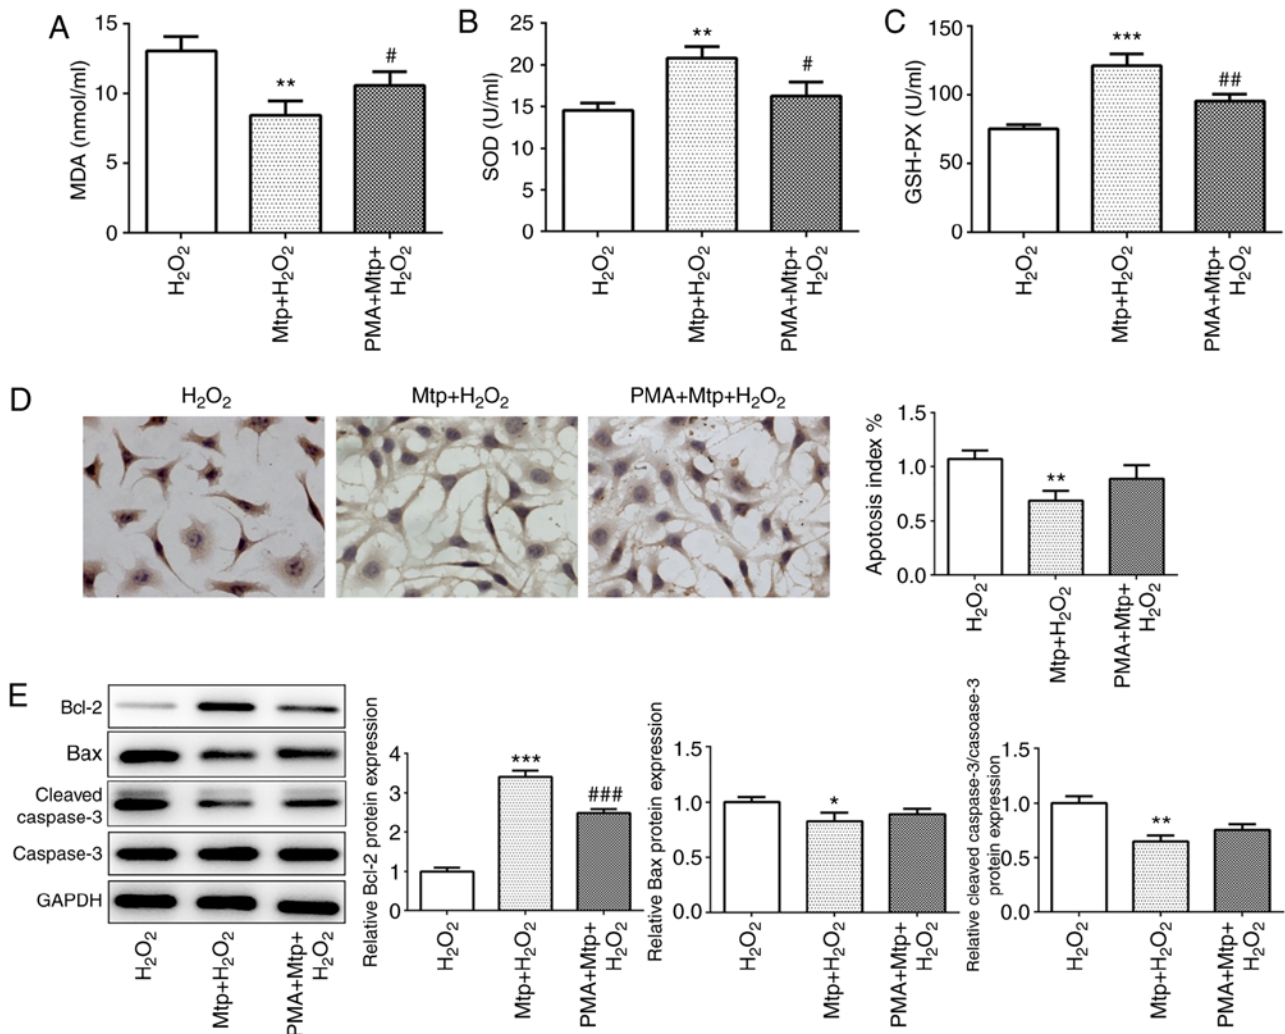 A
MDA (nmol/ml)
15
10
5
0
**
#
H₂O₂
Mtp+H₂O₂
PMA+Mtp+
H₂O₂
B
SOD (U/ml)
25
20
15
10
5
0
**
#
H₂O₂
Mtp+H₂O₂
PMA+Mtp+
H₂O₂
C
GSH-PX (U/ml)
150
100
50
0
***
##
H₂O₂
Mtp+H₂O₂
PMA+Mtp+
H₂O₂
D
H₂O₂
Mtp+H₂O₂
PMA+Mtp+H₂O₂
Apotosis index %
1.5
1.0
0.5
0.0
**
H₂O₂
Mtp+H₂O₂
PMA+Mtp+
H₂O₂
E
Bcl-2
Bax
Cleaved
caspase-3
Caspase-3
GAPDH
H₂O₂
Mtp+H₂O₂
PMA+Mtp+
H₂O₂
Relative Bcl-2 protein expression
4
3
2
1
0
***
###
H₂O₂
Mtp+H₂O₂
PMA+Mtp+
H₂O₂
Relative Bax protein expression
1.5
1.0
0.5
0.0
*
H₂O₂
Mtp+H₂O₂
PMA+Mtp+
H₂O₂
Relative cleaved caspase-3/casoase-3
protein expression
1.5
1.0
0.5
0.0
**
H₂O₂
Mtp+H₂O₂
PMA+Mtp+
H₂O₂